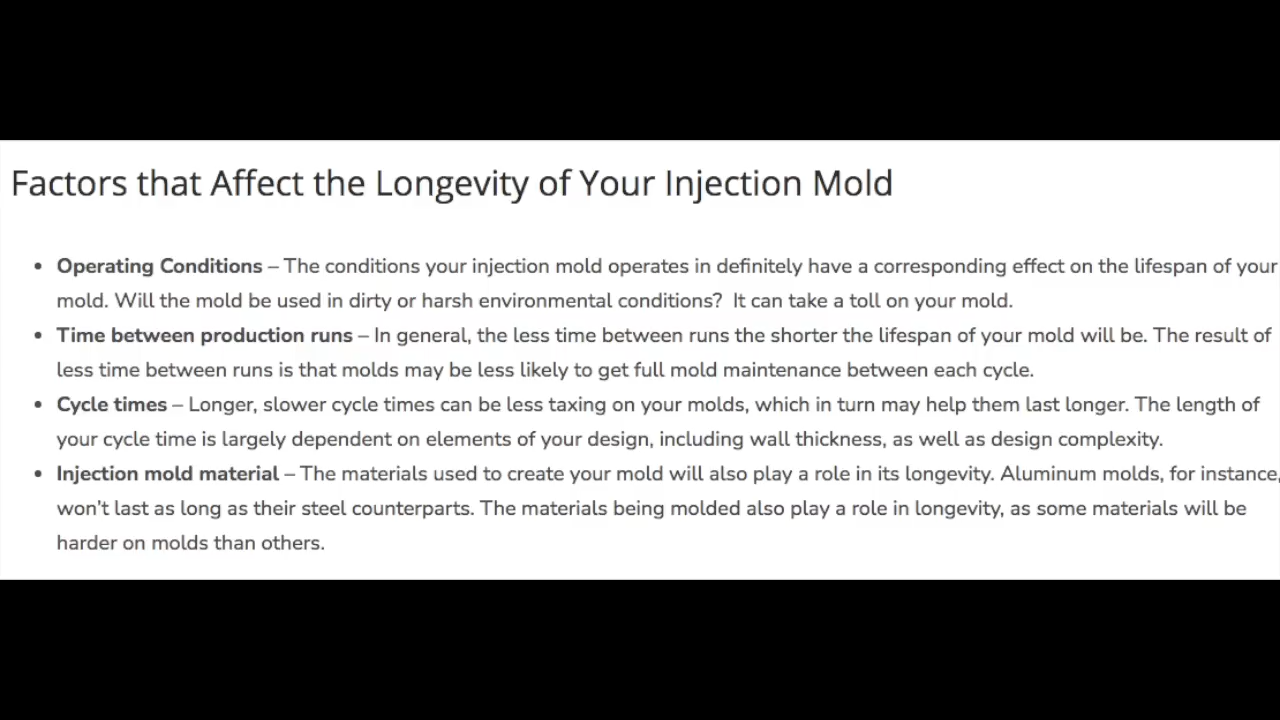 Factors that Affect the Longevity of Your Injection Mold
• Operating Conditions – The conditions your injection mold operates in definitely have a corresponding effect on the lifespan of your
mold. Will the mold be used in dirty or harsh environmental conditions?  It can take a toll on your mold.
• Time between production runs – In general, the less time between runs the shorter the lifespan of your mold will be. The result of
less time between runs is that molds may be less likely to get full mold maintenance between each cycle.
• Cycle times – Longer, slower cycle times can be less taxing on your molds, which in turn may help them last longer. The length of
your cycle time is largely dependent on elements of your design, including wall thickness, as well as design complexity.
• Injection mold material – The materials used to create your mold will also play a role in its longevity. Aluminum molds, for instance,
won't last as long as their steel counterparts. The materials being molded also play a role in longevity, as some materials will be
harder on molds than others.